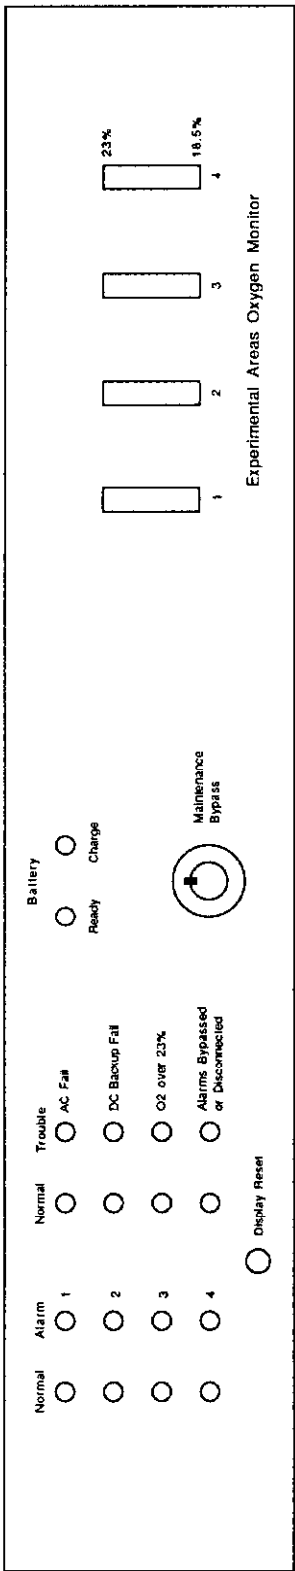 Normal Alarm Normal Trouble
1 AC Fail
2 DC Backup Fail
3 O2 over 23%
4 Alarms Bypassed
or Disconnected
Display Reset
Battery
Ready Charge
Maintenance
Bypass
23%
18.5%
1 2 3 4
Experimental Areas Oxygen Monitor